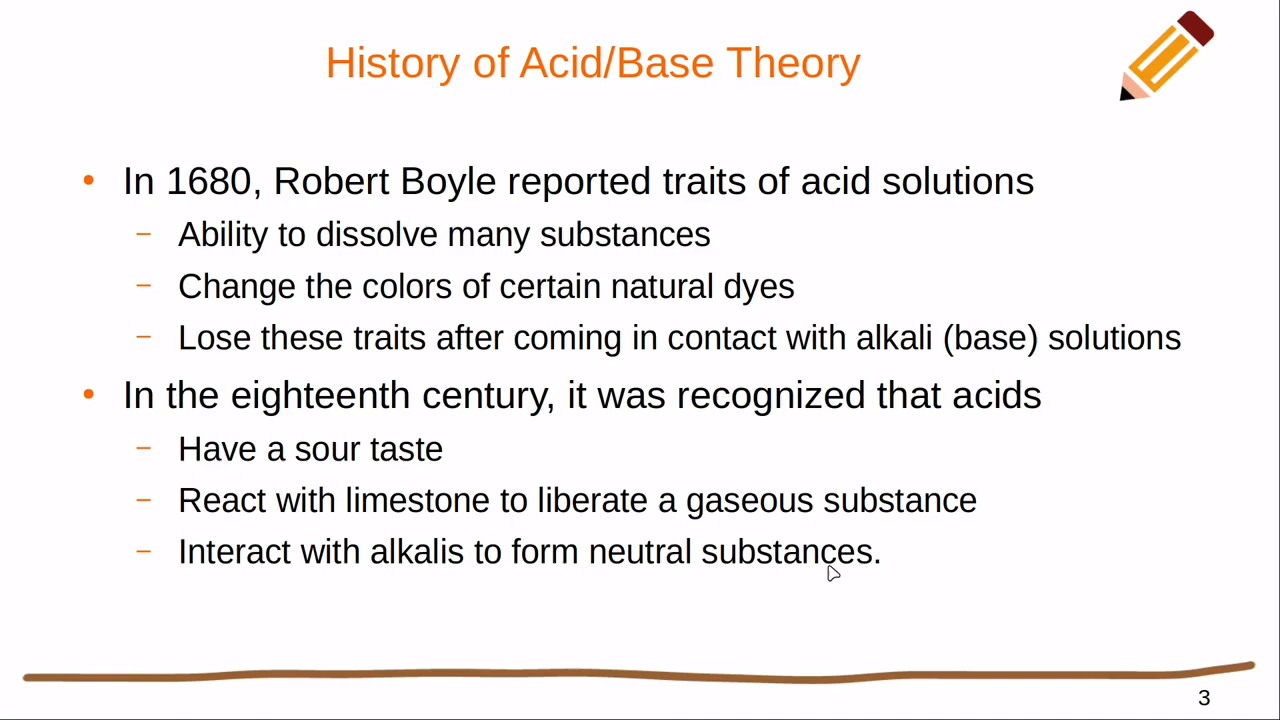 History of Acid/Base Theory
• In 1680, Robert Boyle reported traits of acid solutions
– Ability to dissolve many substances
– Change the colors of certain natural dyes
– Lose these traits after coming in contact with alkali (base) solutions
• In the eighteenth century, it was recognized that acids
– Have a sour taste
– React with limestone to liberate a gaseous substance
– Interact with alkalis to form neutral substances.
3